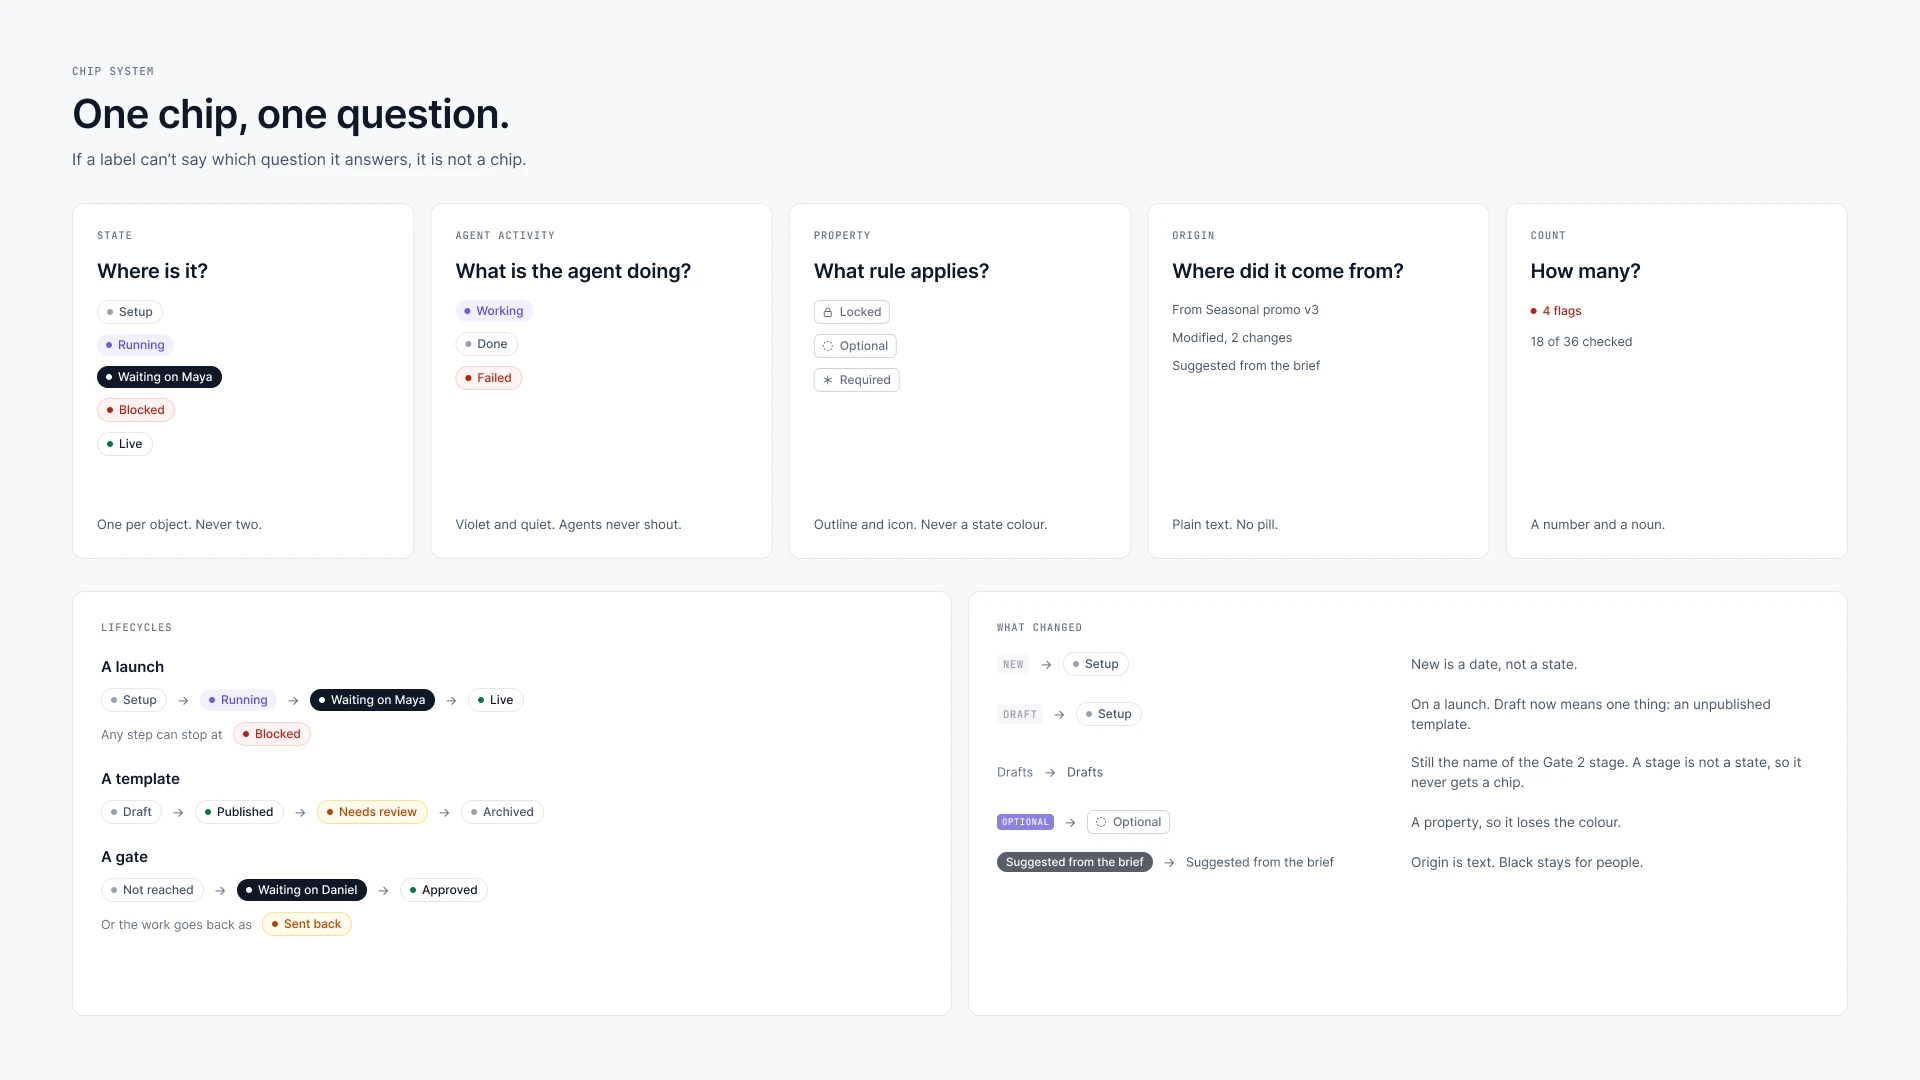 CHIP SYSTEM
One chip, one question.
If a label can’t say which question it answers, it is not a chip.
STATE
Where is it?
Setup
Running
Waiting on Maya
Blocked
Live
One per object. Never two.
AGENT ACTIVITY
What is the agent doing?
Working
Done
Failed
Violet and quiet. Agents never shout.
PROPERTY
What rule applies?
Locked
Optional
Required
Outline and icon. Never a state colour.
ORIGIN
Where did it come from?
From Seasonal promo v3
Modified, 2 changes
Suggested from the brief
Plain text. No pill.
COUNT
How many?
4 flags
18 of 36 checked
A number and a noun.
LIFECYCLES
A launch
Setup → Running → Waiting on Maya → Live
Any step can stop at Blocked
A template
Draft → Published → Needs review → Archived
A gate
Not reached → Waiting on Daniel → Approved
Or the work goes back as Sent back
WHAT CHANGED
NEW → Setup
New is a date, not a state.
DRAFT → Setup
On a launch. Draft now means one thing: an unpublished
template.
Drafts → Drafts
Still the name of the Gate 2 stage. A stage is not a state, so it
never gets a chip.
OPTIONAL → Optional
A property, so it loses the colour.
Suggested from the brief → Suggested from the brief
Origin is text. Black stays for people.